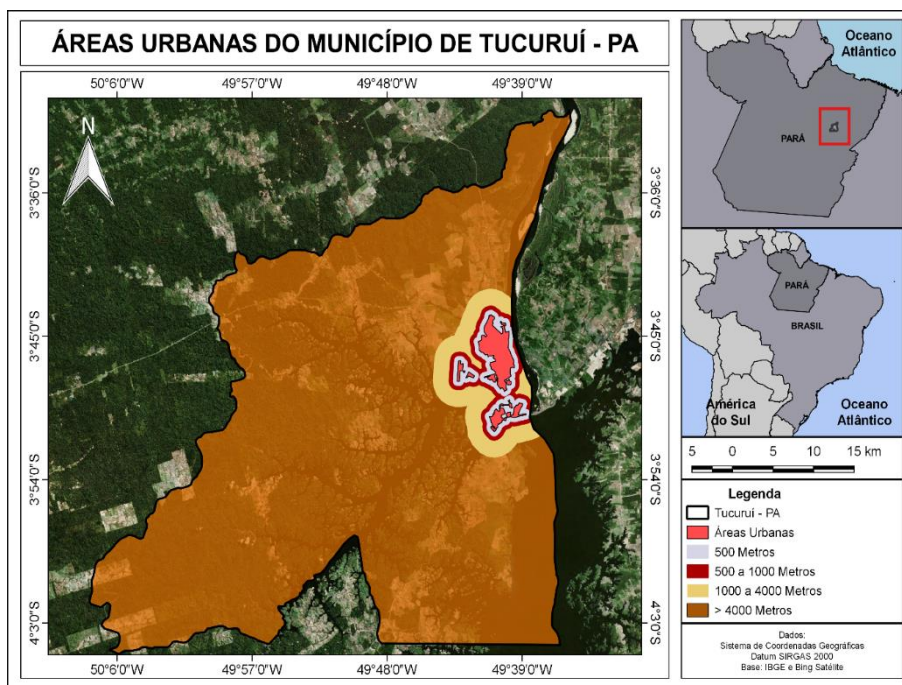 ÁREAS URBANAS DO MUNICÍPIO DE TUCURUÍ - PA
50°6'0"W
49°57'0"W
49°48'0"W
49°39'0"W
N
3°36'0"S
3°45'0"S
3°54'0"S
4°3'0"S
3°36'0"S
3°45'0"S
3°54'0"S
4°3'0"S
50°6'0"W
49°57'0"W
49°48'0"W
49°39'0"W
Oceano
Atlântico
PARÁ
PARÁ
BRASIL
América
do Sul
Oceano
Atlântico
5 0 5 10 15 km
Legenda
Tucuruí - PA
Áreas Urbanas
500 Metros
500 a 1000 Metros
1000 a 4000 Metros
> 4000 Metros
Dados:
Sistema de Coordenadas Geográficas
Datum SIRGAS 2000
Base: IBGE e Bing Satélite